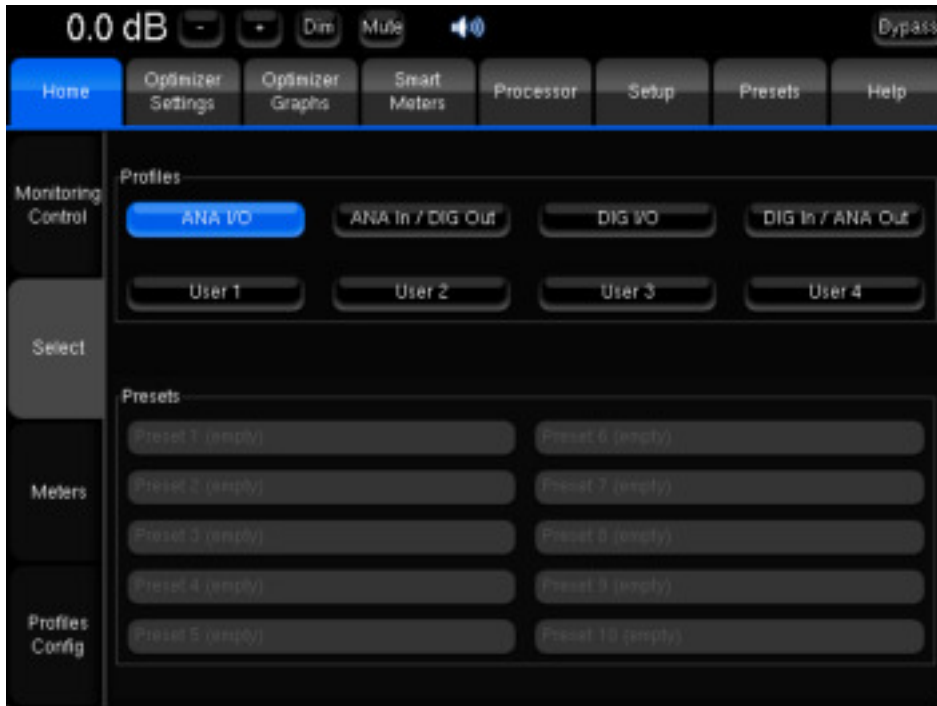 0.0 dB - + Dim Mute Bypass
Home Optimizer Settings Optimizer Graphs Smart Meters Processor Setup Presets Help
Monitoring Control
Select
Meters
Profiles Config
Profiles
ANA I/O ANA In / DIG Out DIG I/O DIG In / ANA Out
User 1 User 2 User 3 User 4
Presets
Preset 1 (empty) Preset 6 (empty)
Preset 2 (empty) Preset 7 (empty)
Preset 3 (empty) Preset 8 (empty)
Preset 4 (empty) Preset 9 (empty)
Preset 5 (empty) Preset 10 (empty)